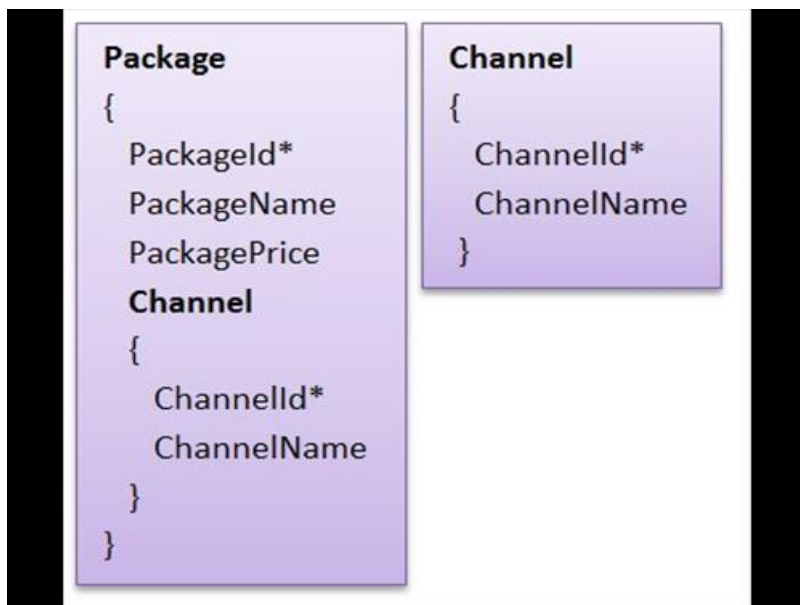 Package
{
PackageId*
PackageName
PackagePrice
Channel
{
ChannelId*
ChannelName
}
}
Channel
{
ChannelId*
ChannelName
}